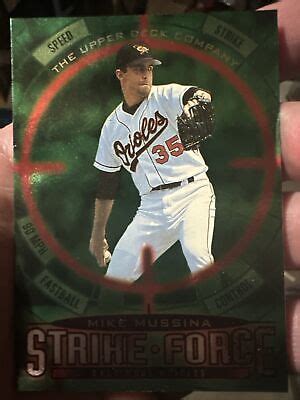 SPEED
STRIKE
THE UPPER DECK COMPANY
Orioles
35
90 MPH
FASTBALL
CONTROL
MIKE MUSSINA
STRIKE·FORCE